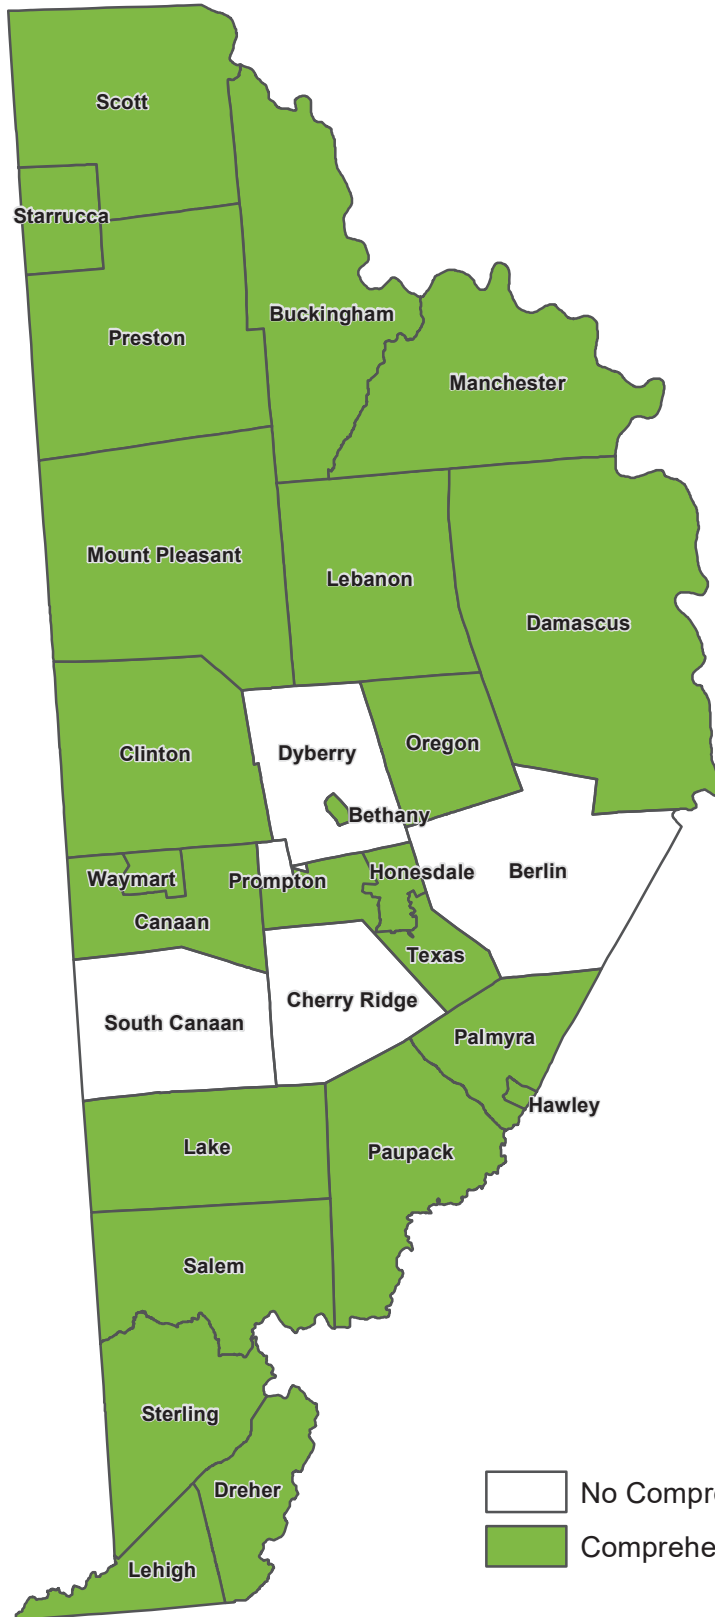 Scott
Starrucca
Buckingham
Preston
Manchester
Mount Pleasant
Lebanon
Damascus
Clinton
Dyberry
Oregon
Bethany
Waymart
Prompton
Honesdale
Berlin
Canaan
Texas
South Canaan
Cherry Ridge
Palmyra
Hawley
Lake
Paupack
Salem
Sterling
Dreher
Lehigh
No Compre
Comprehe